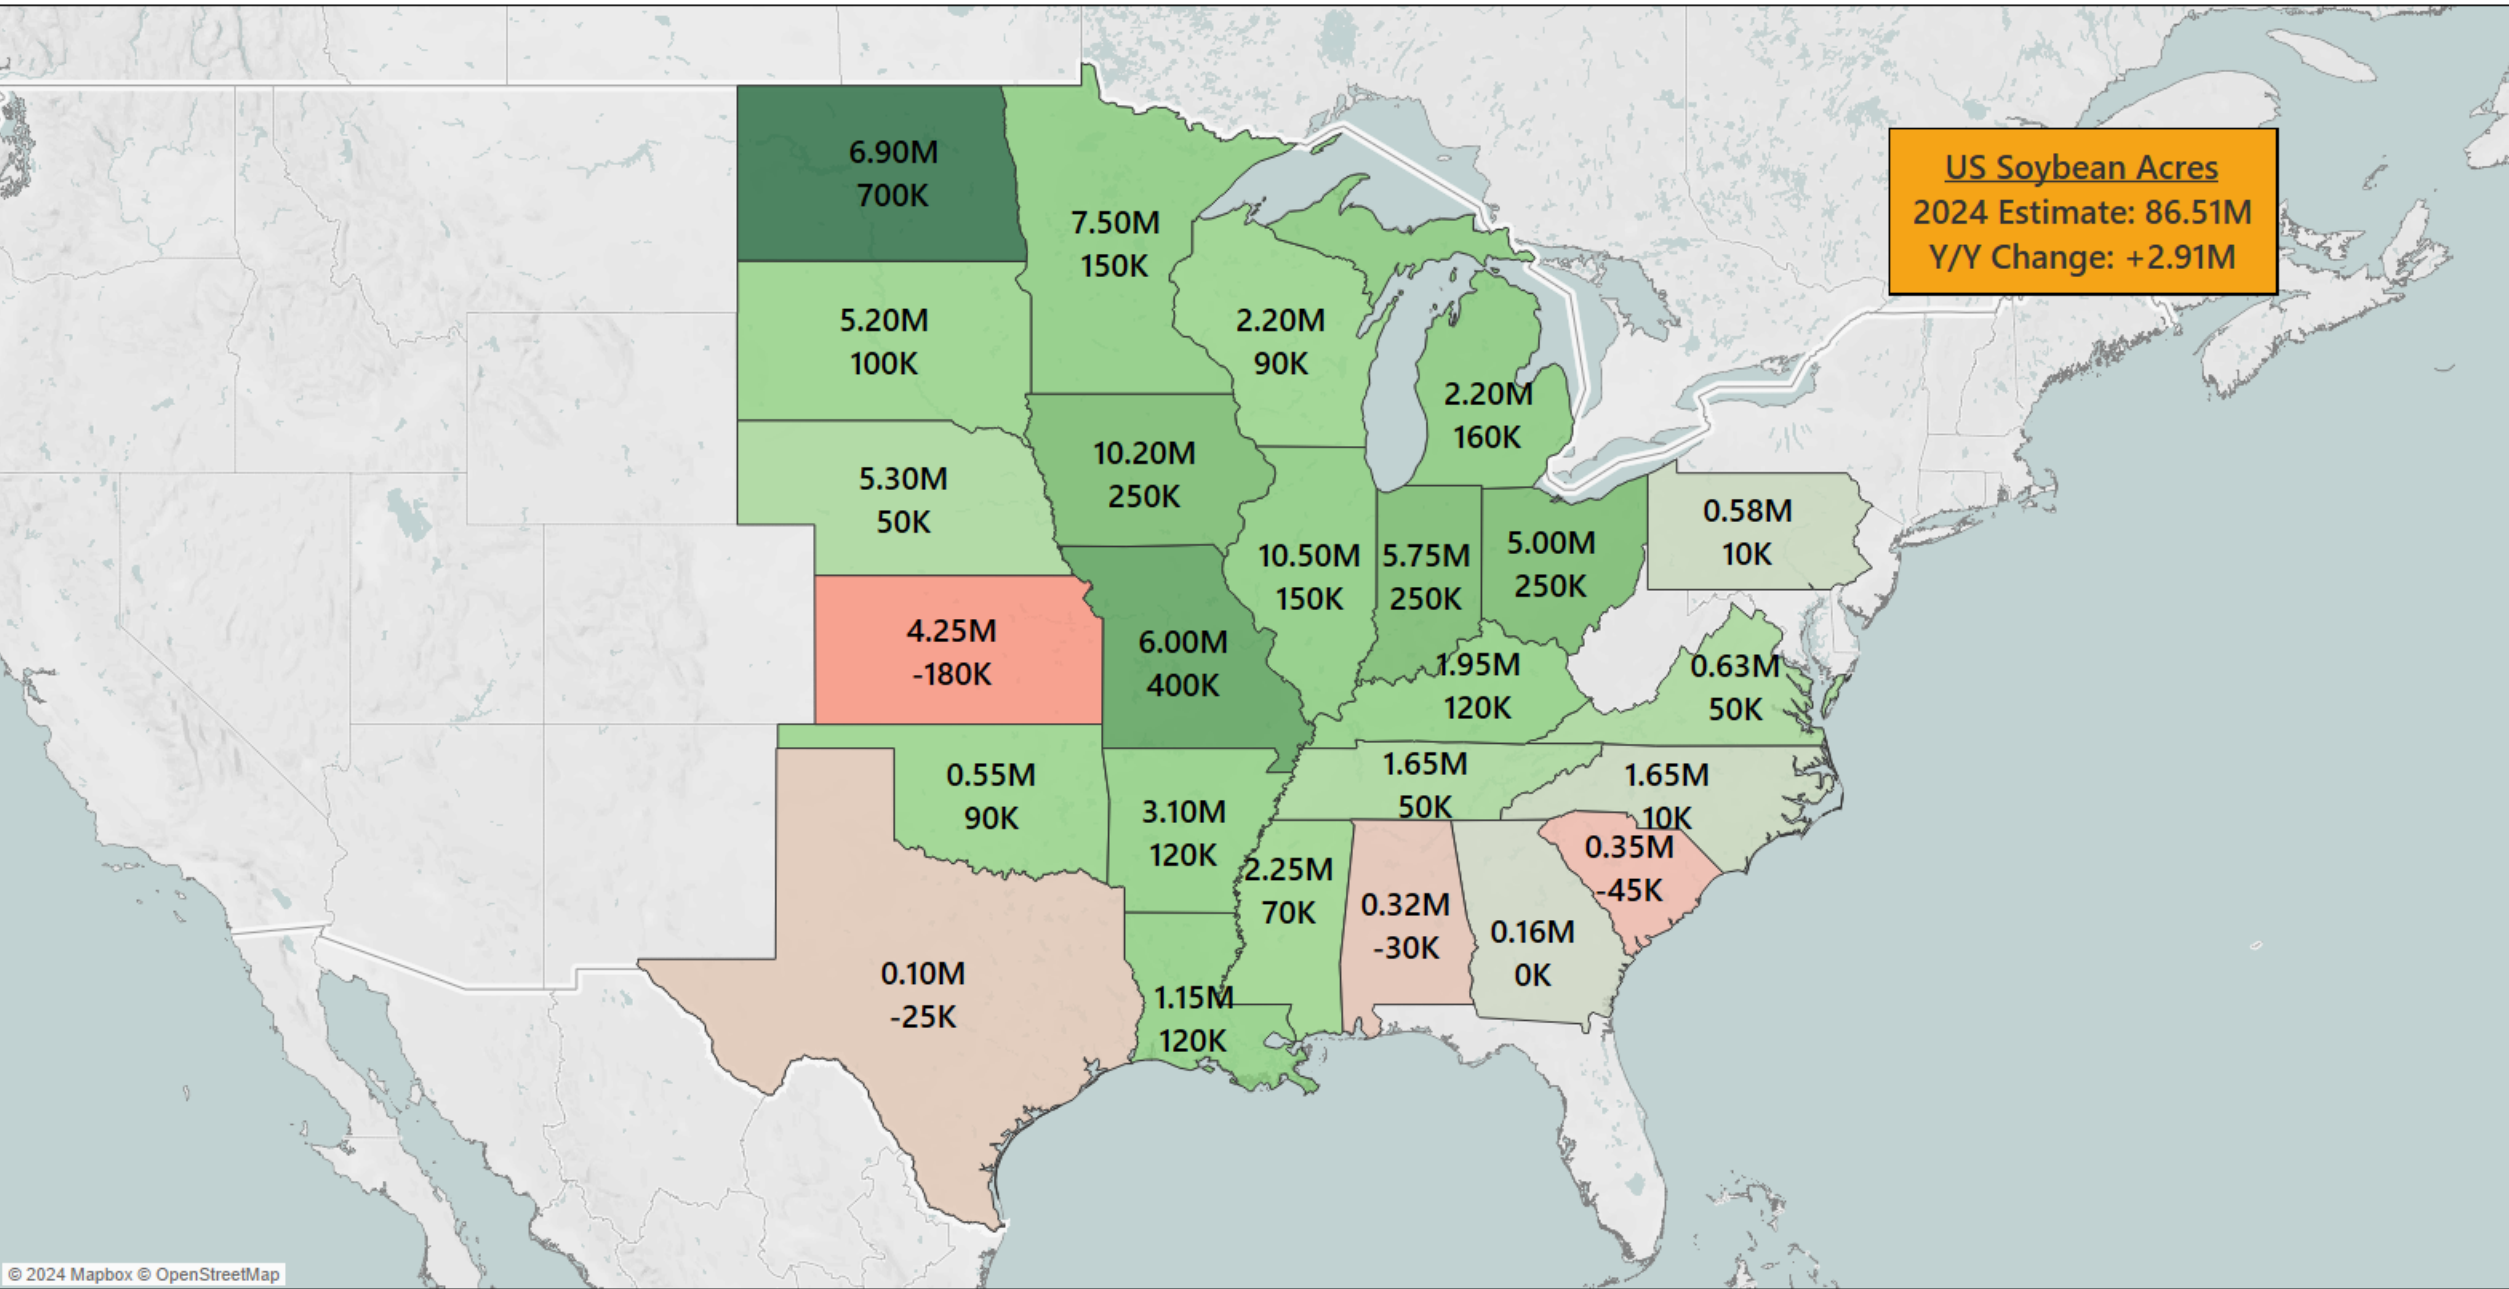 6.90M
700K
7.50M
150K
US Soybean Acres
2024 Estimate: 86.51M
Y/Y Change: +2.91M
5.20M
100K
2.20M
90K
2.20M
160K
5.30M
50K
10.20M
250K
10.50M
150K
5.75M
250K
5.00M
250K
0.58M
10K
4.25M
-180K
6.00M
400K
1.95M
120K
0.63M
50K
0.55M
90K
3.10M
120K
1.65M
50K
1.65M
10K
2.25M
70K
0.32M
-30K
0.16M
0K
0.35M
-45K
0.10M
-25K
1.15M
120K
© 2024 Mapbox © OpenStreetMap